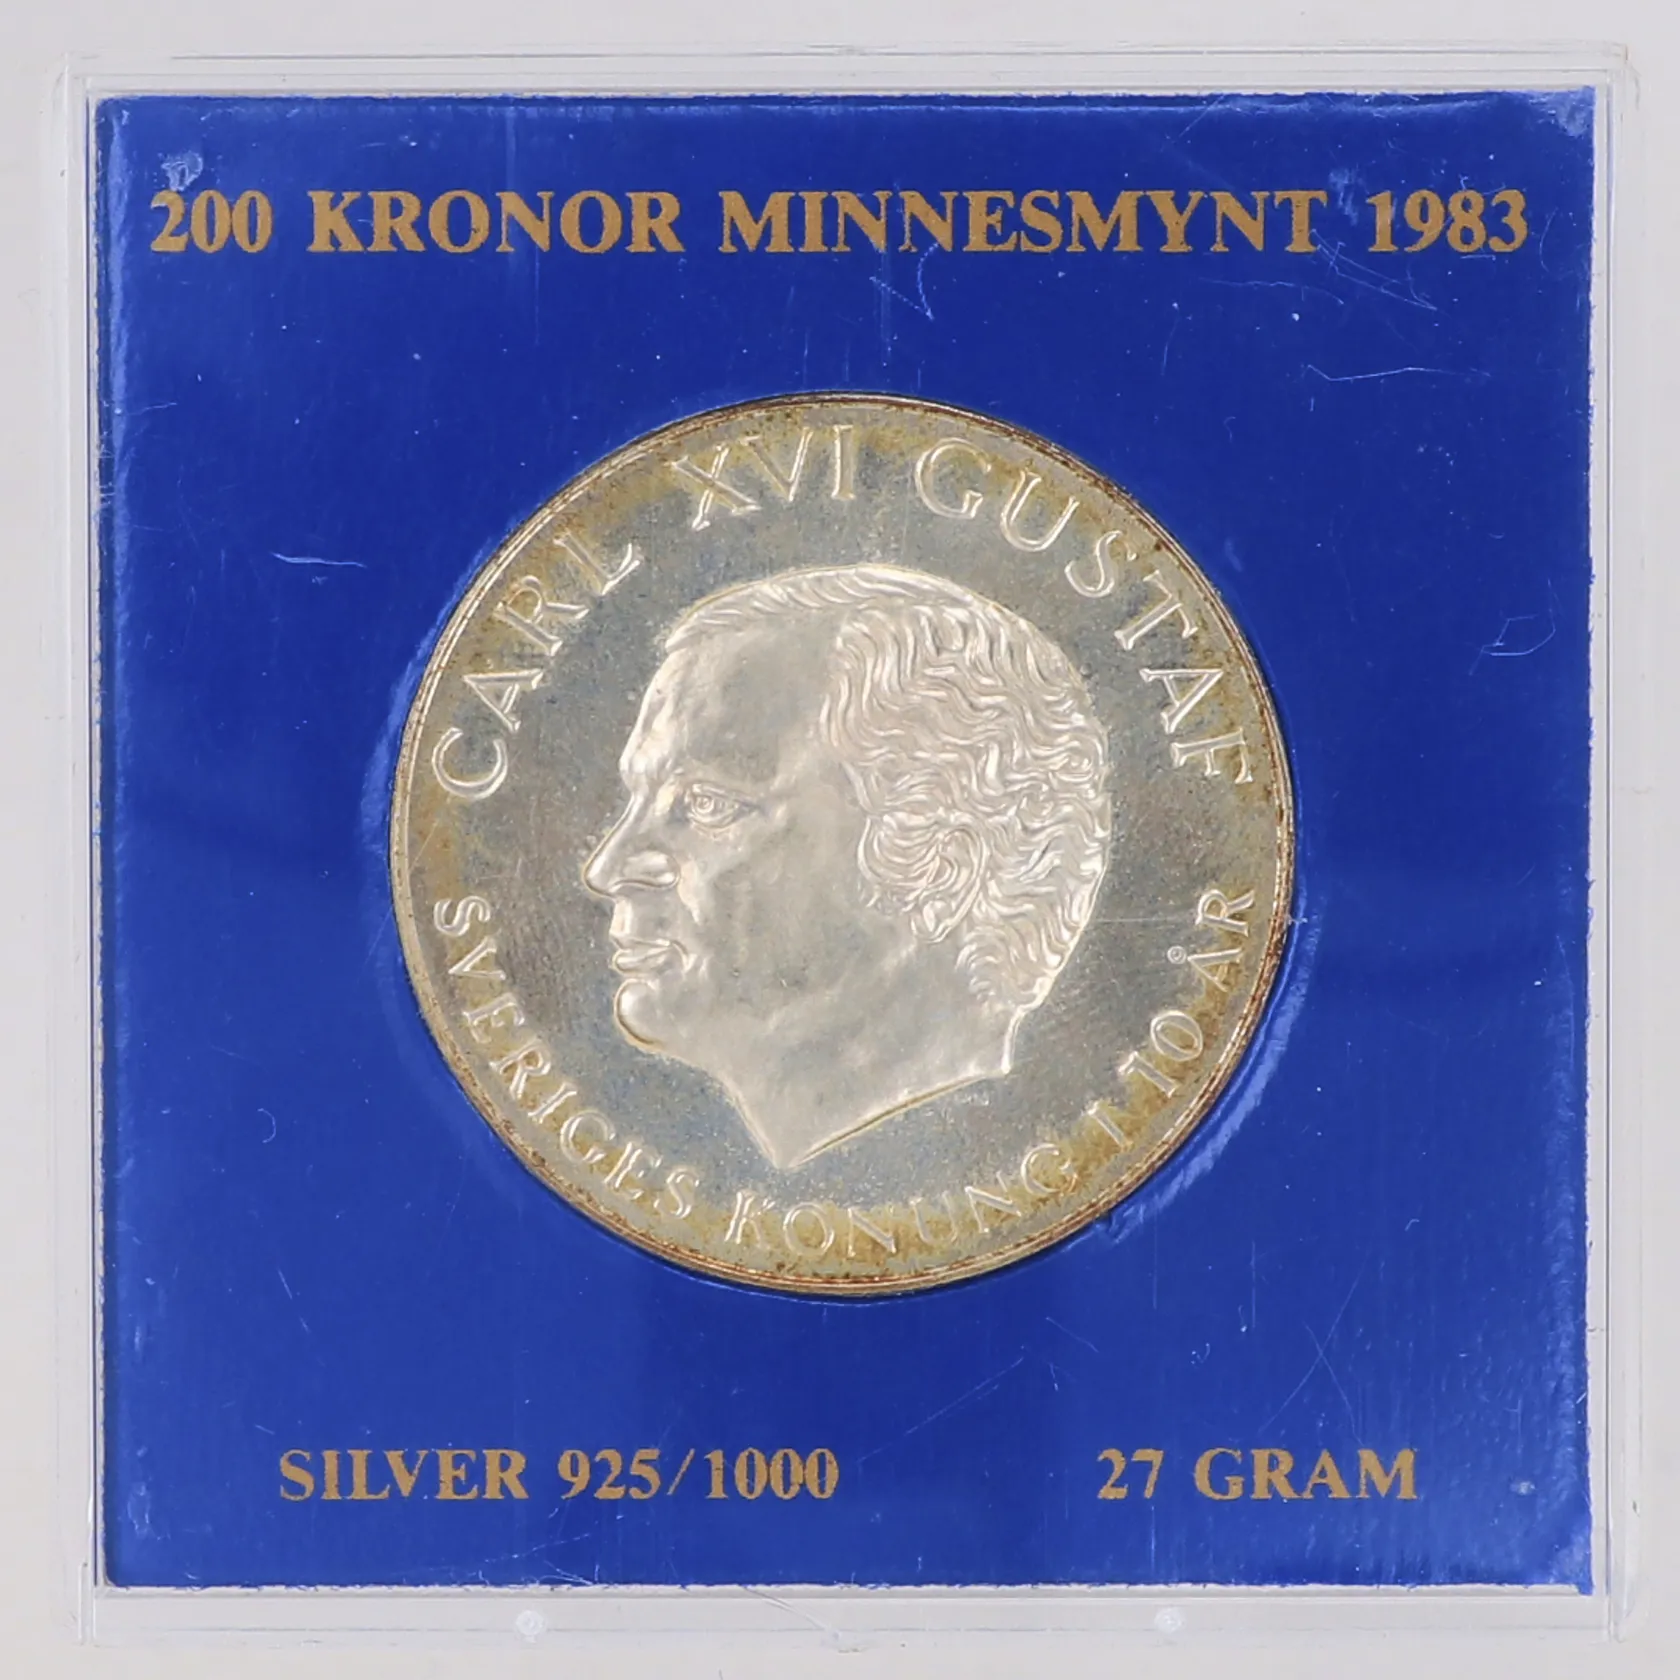 200 KRONOR MINNESMYNT 1983
CARL XVI GUSTAF
SVERIGES KONUNG I 10 ÅR
SILVER 925/1000
27 GRAM